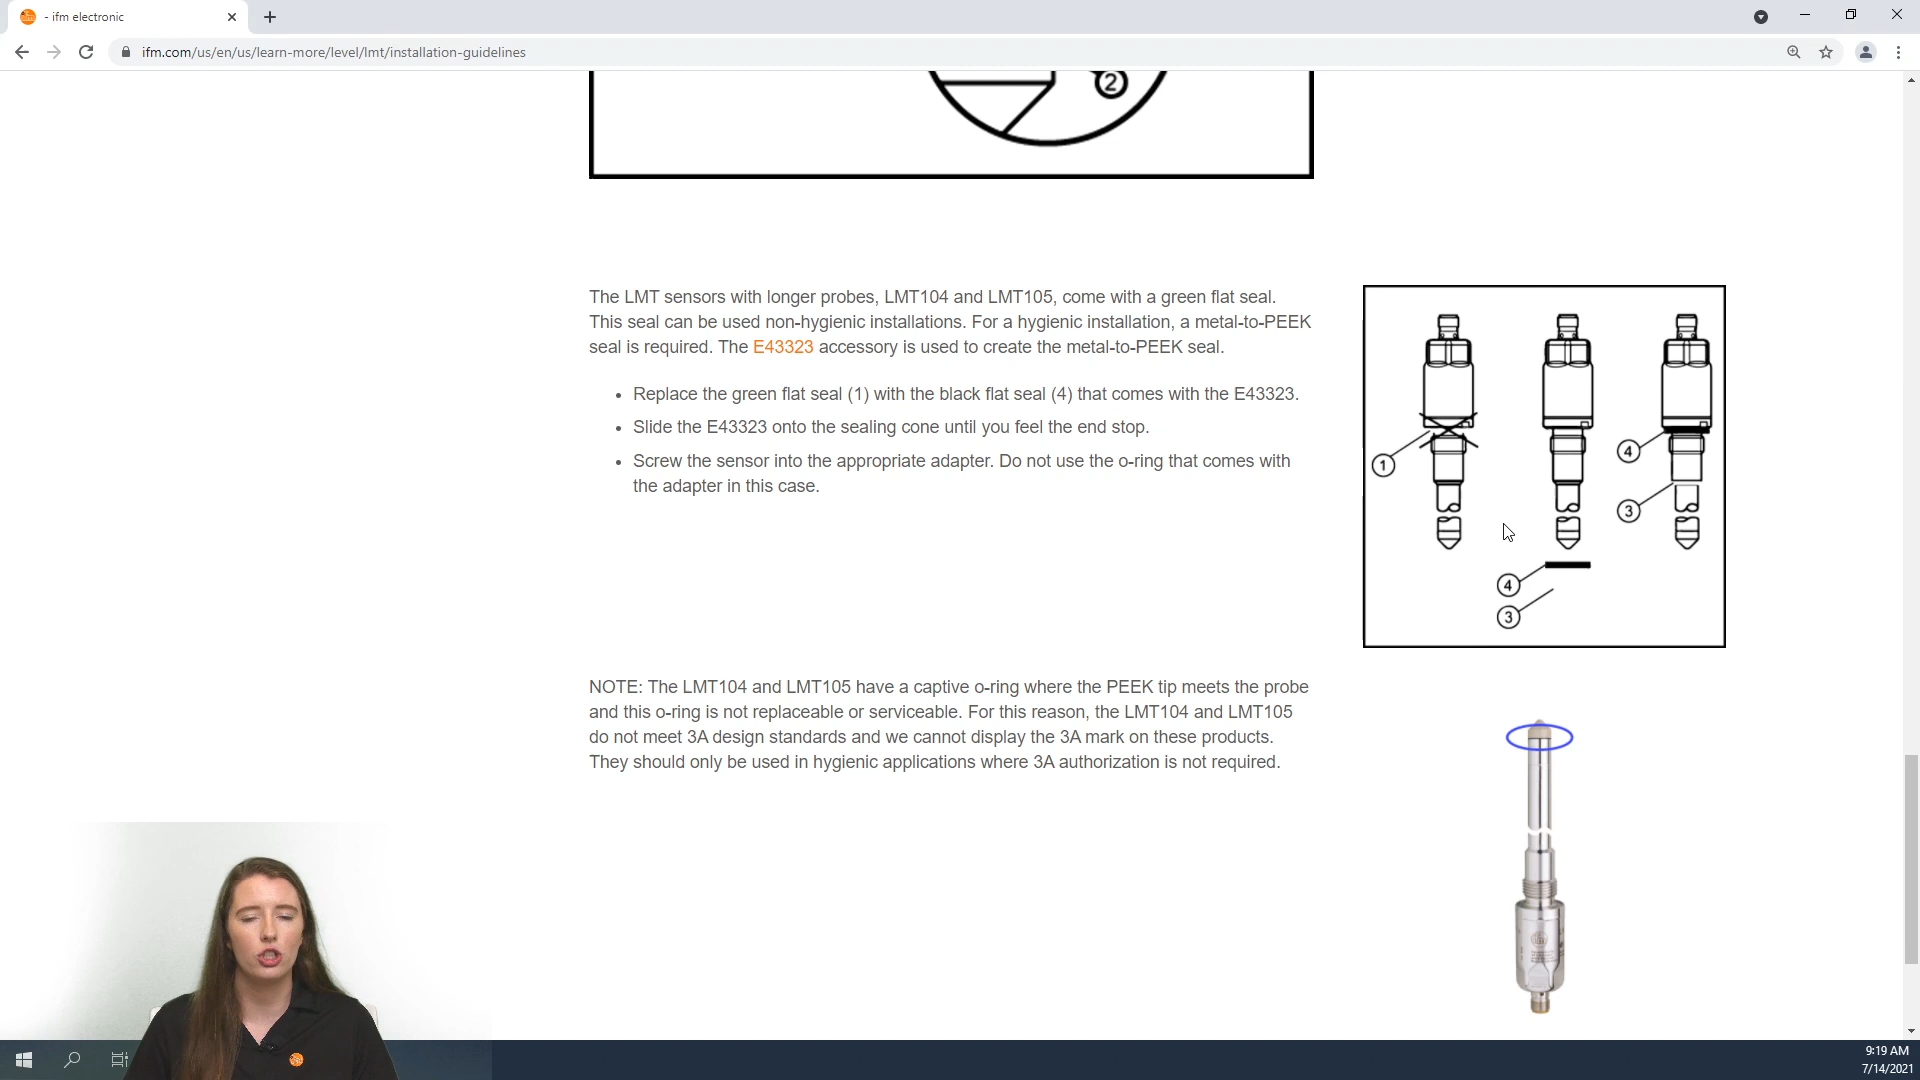 - ifm electronic
ifm.com/us/en/us/learn-more/level/lmt/installation-guidelines
2
The LMT sensors with longer probes, LMT104 and LMT105, come with a green flat seal.
This seal can be used non-hygienic installations. For a hygienic installation, a metal-to-PEEK
seal is required. The E43323 accessory is used to create the metal-to-PEEK seal.
• Replace the green flat seal (1) with the black flat seal (4) that comes with the E43323.
• Slide the E43323 onto the sealing cone until you feel the end stop.
• Screw the sensor into the appropriate adapter. Do not use the o-ring that comes with
the adapter in this case.
1
4
3
4
3
NOTE: The LMT104 and LMT105 have a captive o-ring where the PEEK tip meets the probe
and this o-ring is not replaceable or serviceable. For this reason, the LMT104 and LMT105
do not meet 3A design standards and we cannot display the 3A mark on these products.
They should only be used in hygienic applications where 3A authorization is not required.
9:19 AM
7/14/2021